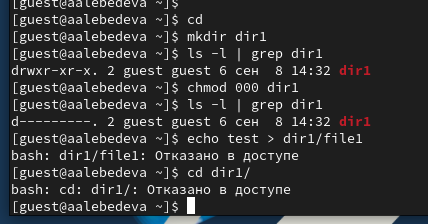 [guest@aalebedeva ~]$
[guest@aalebedeva ~]$ cd
[guest@aalebedeva ~]$ mkdir dir1
[guest@aalebedeva ~]$ ls -l | grep dir1
drwxr-xr-x. 2 guest guest 6 сен  8 14:32 dir1
[guest@aalebedeva ~]$ chmod 000 dir1
[guest@aalebedeva ~]$ ls -l | grep dir1
d---------. 2 guest guest 6 сен  8 14:32 dir1
[guest@aalebedeva ~]$ echo test > dir1/file1
bash: dir1/file1: Отказано в доступе
[guest@aalebedeva ~]$ cd dir1/
bash: cd: dir1/: Отказано в доступе
[guest@aalebedeva ~]$